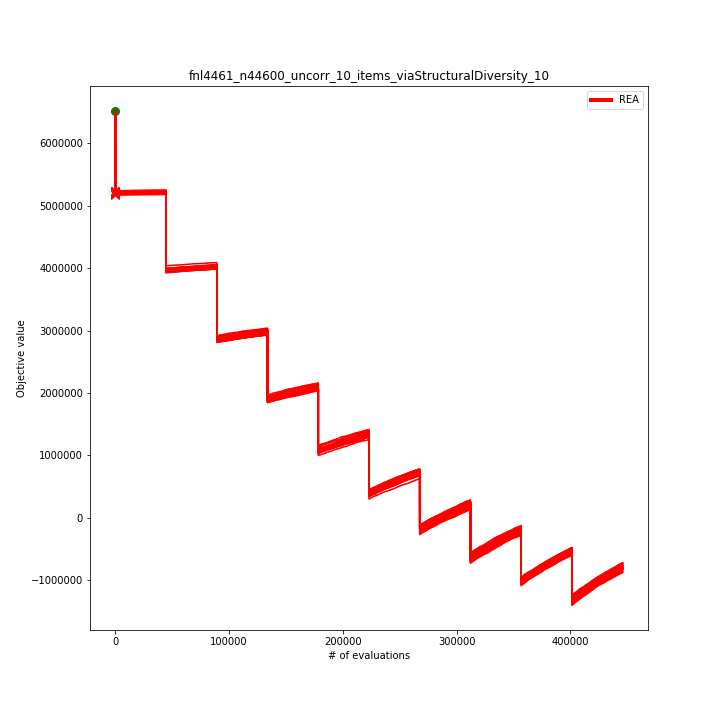 fnl4461_n44600_uncorr_10_items_viaStructuralDiversity_10
REA
6000000
5000000
4000000
3000000
2000000
1000000
0
−1000000
Objective value
0 100000 200000 300000 400000
# of evaluations